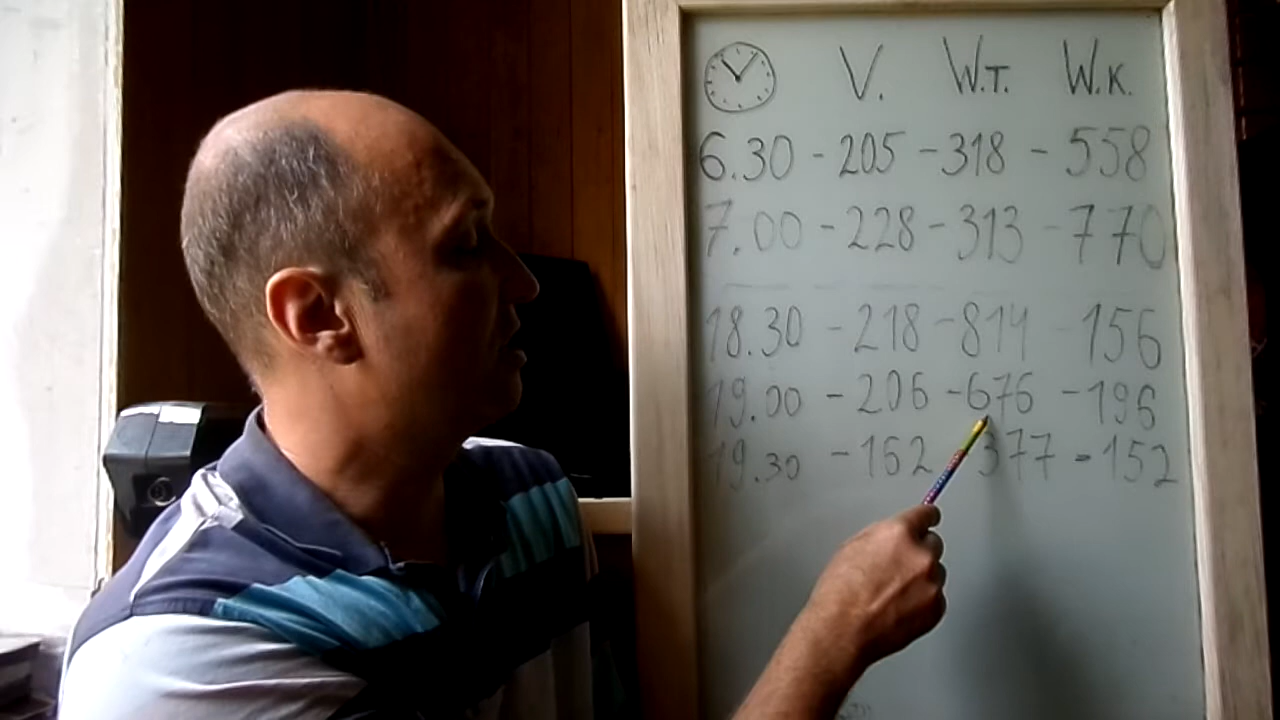 V. W.T. W.K.
6.30 - 205 - 318 - 558
7.00 - 228 - 313 - 770
18.30 - 218 - 814 - 156
19.00 - 206 - 676 - 196
19.30 - 162 377 - 152